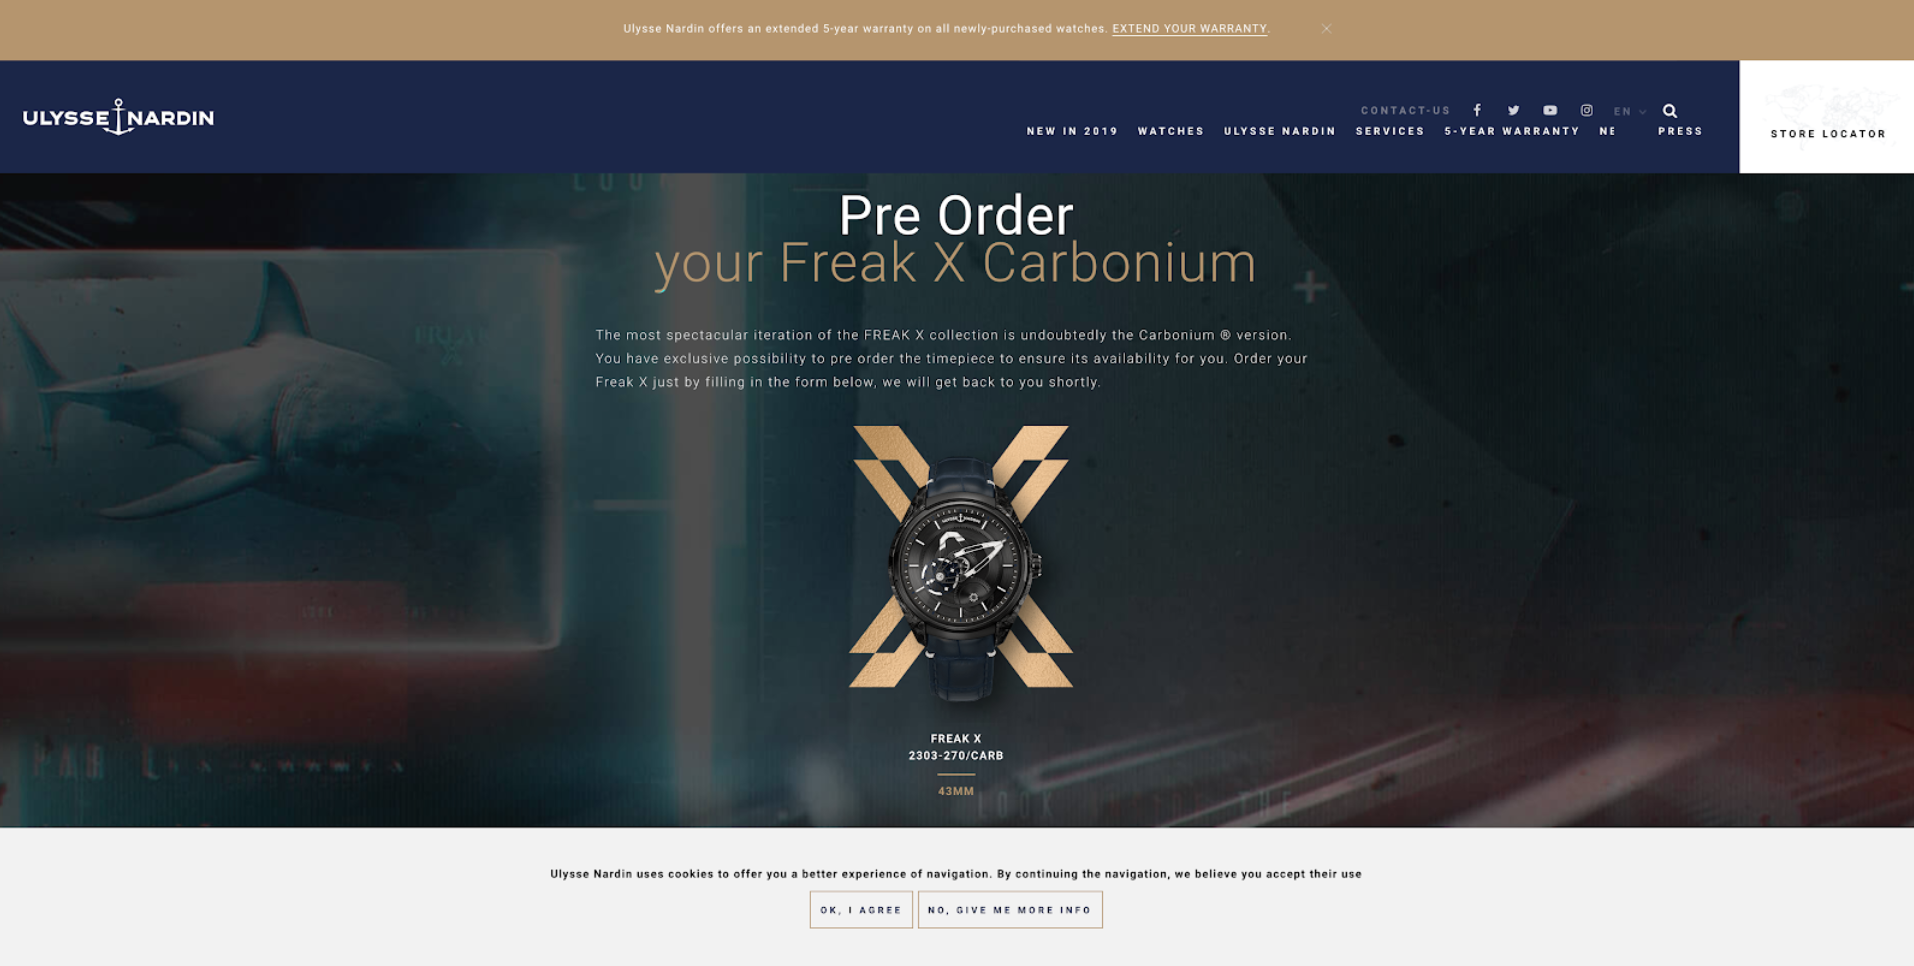 Ulysse Nardin offers an extended 5-year warranty on all newly-purchased watches. EXTEND YOUR WARRANTY.
ULYSSE NARDIN
CONTACT-US
EN
NEW IN 2019 WATCHES ULYSSE NARDIN SERVICES 5-YEAR WARRANTY NE PRESS
STORE LOCATOR
Pre Order
your Freak X Carbonium
FREAK
The most spectacular iteration of the FREAK X collection is undoubtedly the Carbonium ® version.
You have exclusive possibility to pre order the timepiece to ensure its availability for you. Order your
Freak X just by filling in the form below, we will get back to you shortly.
ULYSSE NARDIN
FREAK X
2303-270/CARB
43MM
LOOK THE
Ulysse Nardin uses cookies to offer you a better experience of navigation. By continuing the navigation, we believe you accept their use
OK, I AGREE NO, GIVE ME MORE INFO